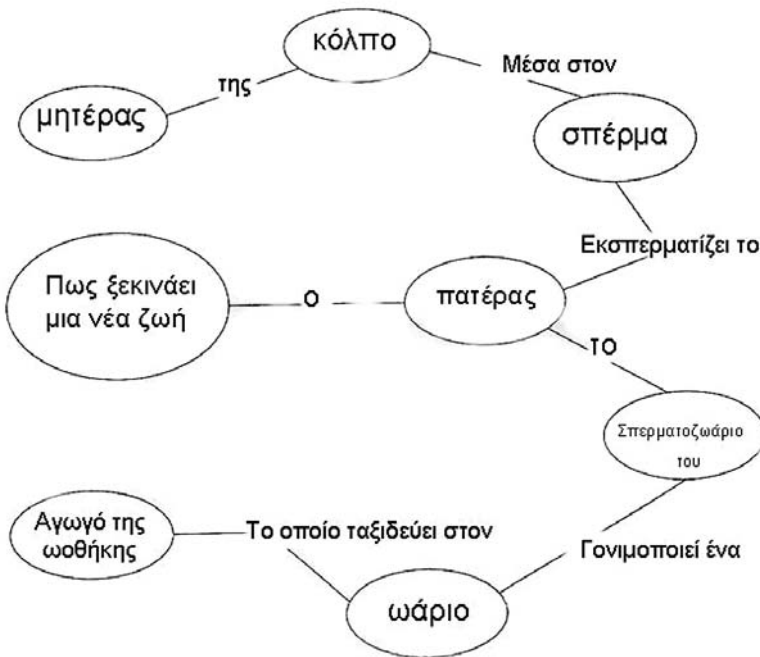 κόλπο
Μέσα στον
της
μητέρας
σπέρμα
Εκσπερματίζει το
Πως ξεκινάει
μια νέα ζωή
ο
πατέρας
το
Σπερματοζωάριο
του
Αγωγό της
ωοθήκης
Το οποίο ταξιδεύει στον
Γονιμοποιεί ένα
ωάριο